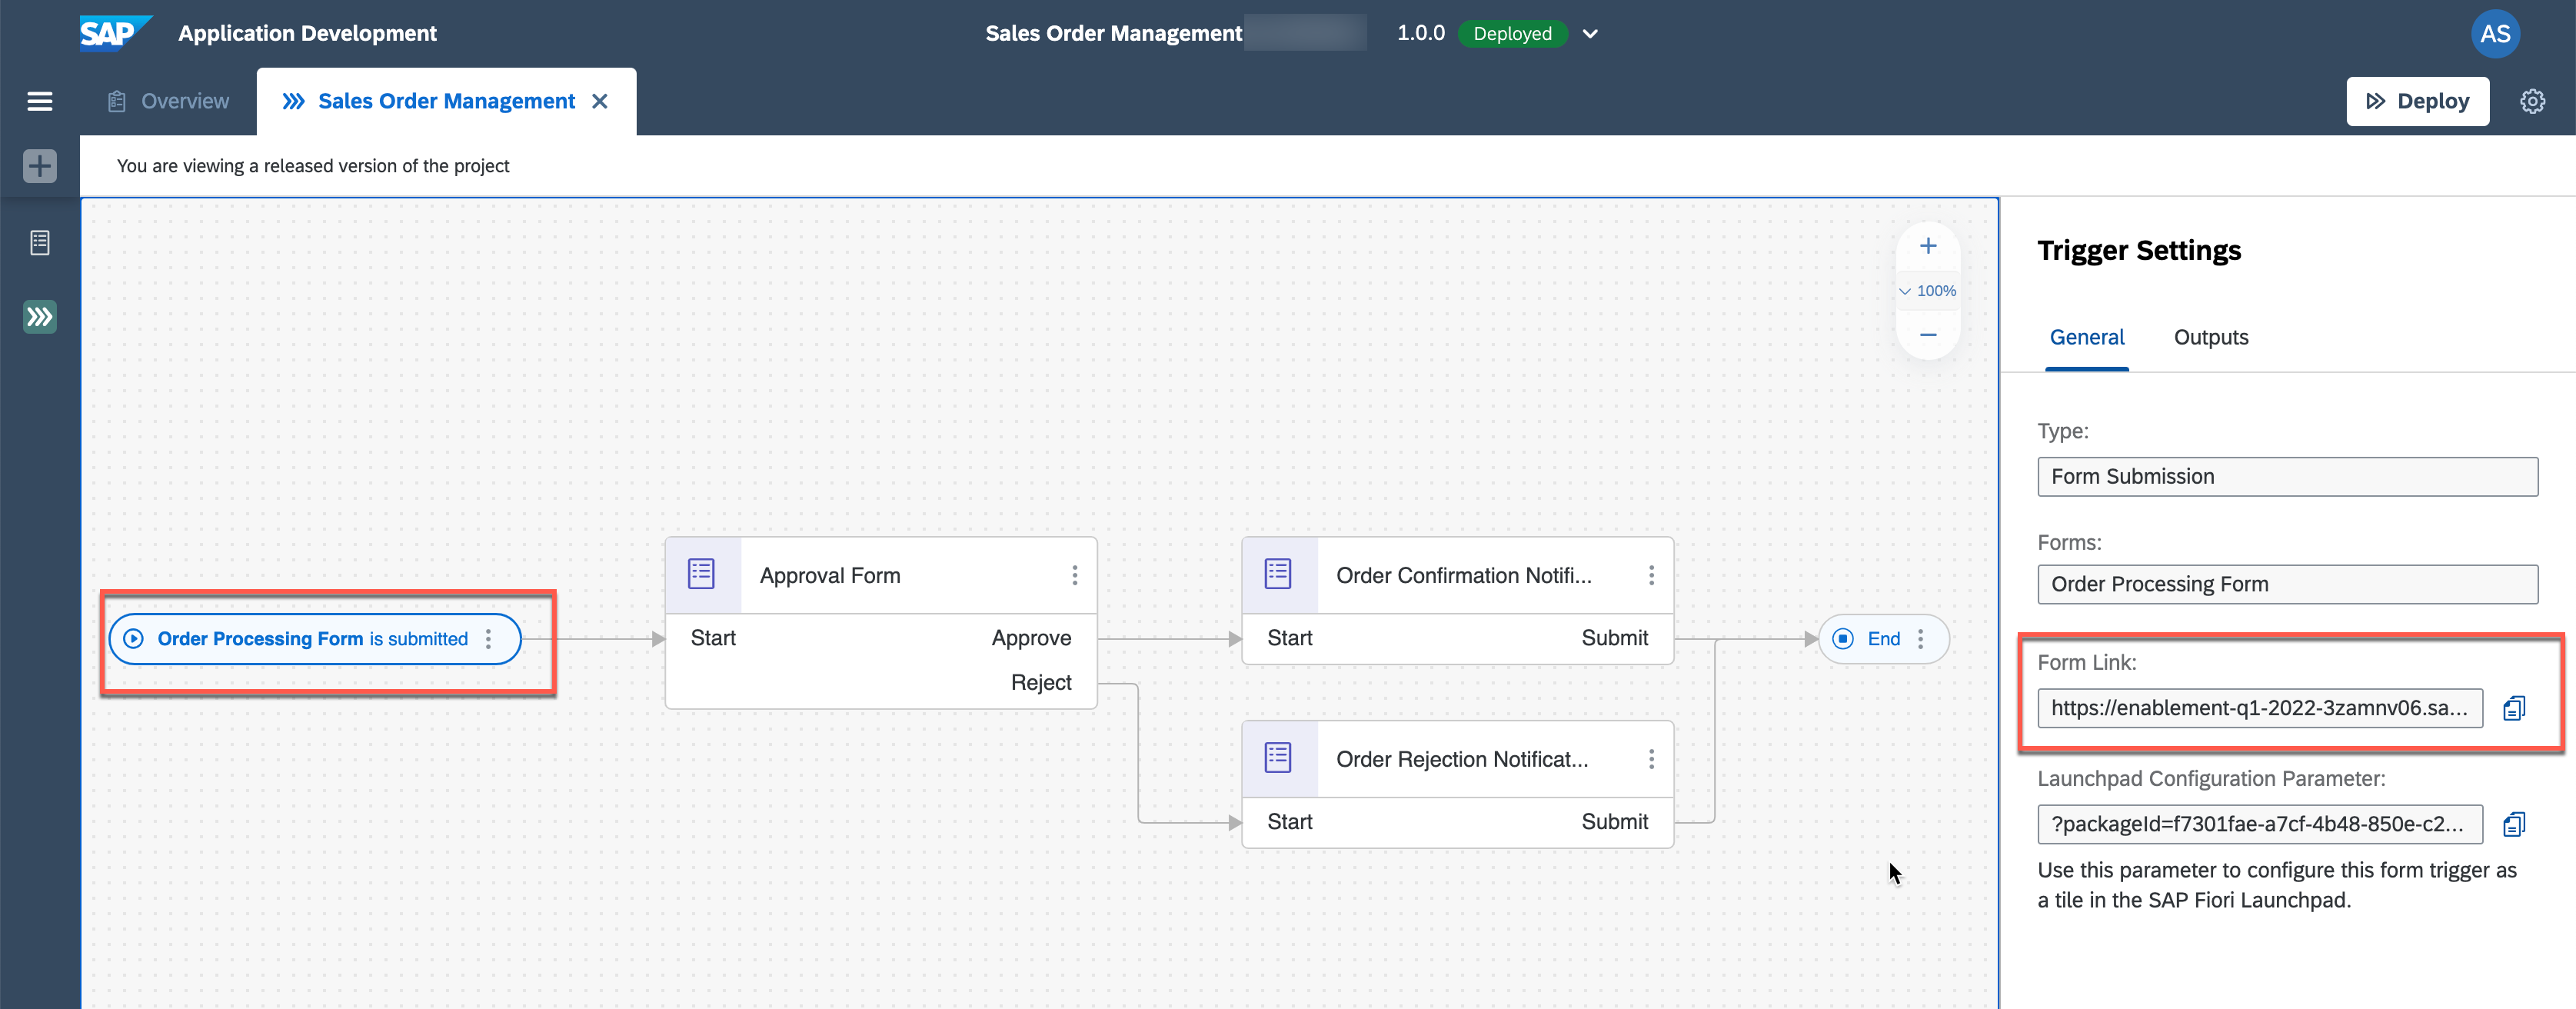 SAP Application Development
Sales Order Management
1.0.0 Deployed
AS
Overview
Sales Order Management
Deploy
You are viewing a released version of the project
100%
Order Processing Form is submitted
Approval Form
Start Approve
Reject
Order Confirmation Notifi...
Start Submit
Order Rejection Notificat...
Start Submit
End
Trigger Settings
General Outputs
Type:
Form Submission
Forms:
Order Processing Form
Form Link:
https://enablement-q1-2022-3zamnv06.sa...
Launchpad Configuration Parameter:
?packageId=f7301fae-a7cf-4b48-850e-c2...
Use this parameter to configure this form trigger as
a tile in the SAP Fiori Launchpad.